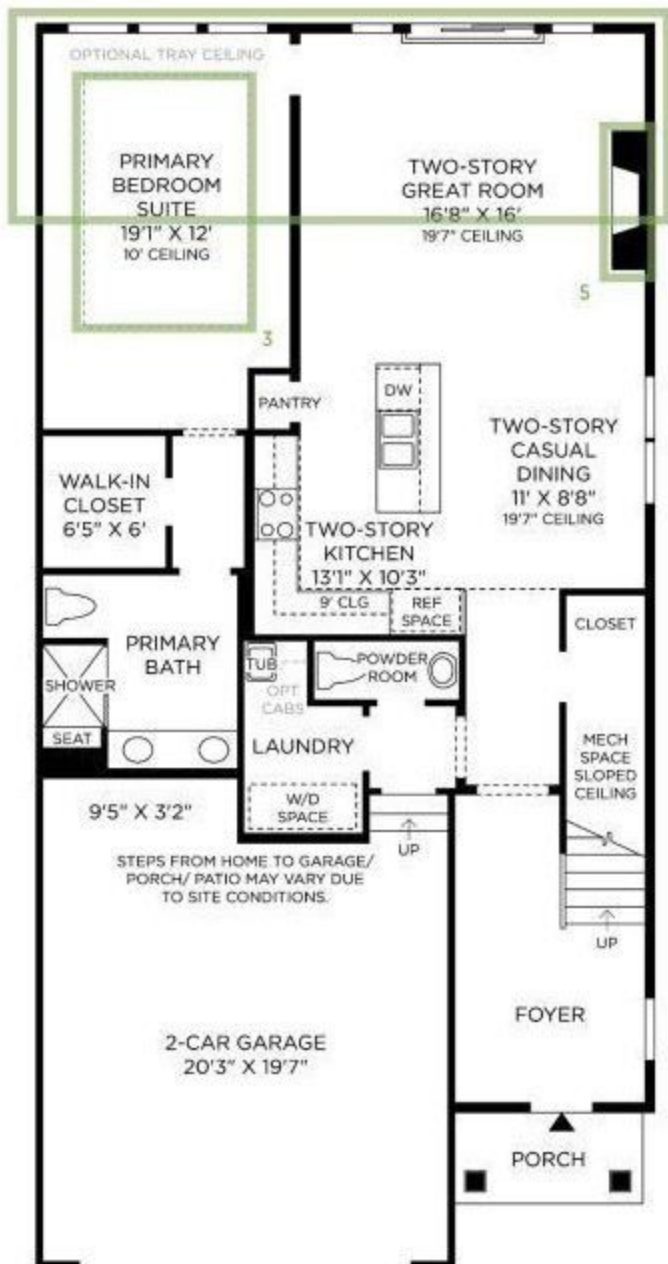 OPTIONAL TRAY CEILING
PRIMARY
BEDROOM
SUITE
19'1" X 12'
10' CEILING
3
TWO-STORY
GREAT ROOM
16'8" X 16'
19'7" CEILING
5
PANTRY
DW
TWO-STORY
CASUAL
DINING
11' X 8'8"
19'7" CEILING
WALK-IN
CLOSET
6'5" X 6'
TWO-STORY
KITCHEN
13'1" X 10'3"
9' CLG
REF
SPACE
CLOSET
PRIMARY
BATH
SHOWER
SEAT
TUB
OPT
CABS
POWDER
ROOM
LAUNDRY
W/D
SPACE
MECH
SPACE
SLOPED
CEILING
9'5" X 3'2"
UP
STEPS FROM HOME TO GARAGE/
PORCH/ PATIO MAY VARY DUE
TO SITE CONDITIONS.
UP
FOYER
2-CAR GARAGE
20'3" X 19'7"
PORCH